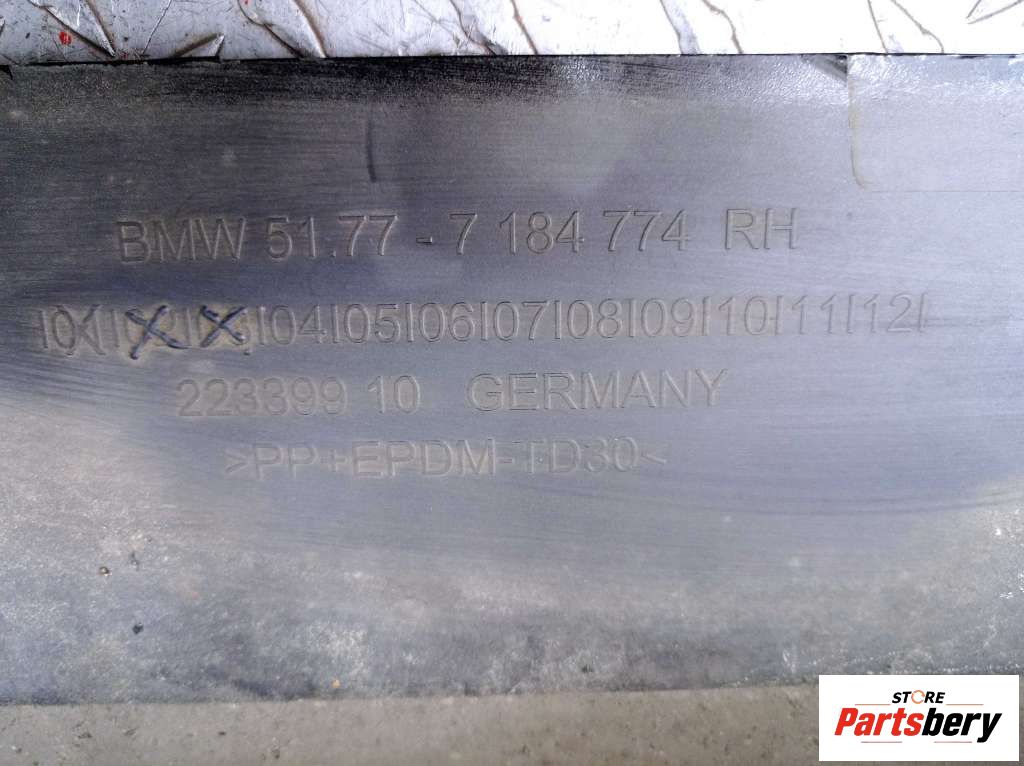 BMW 51.77 - 7 184 774 RH
|0X|X|X|04|05|06|07|08|09|10|11|12|
223399 10 GERMANY
>PP+EPDM-TD30<
STORE
Partsbery